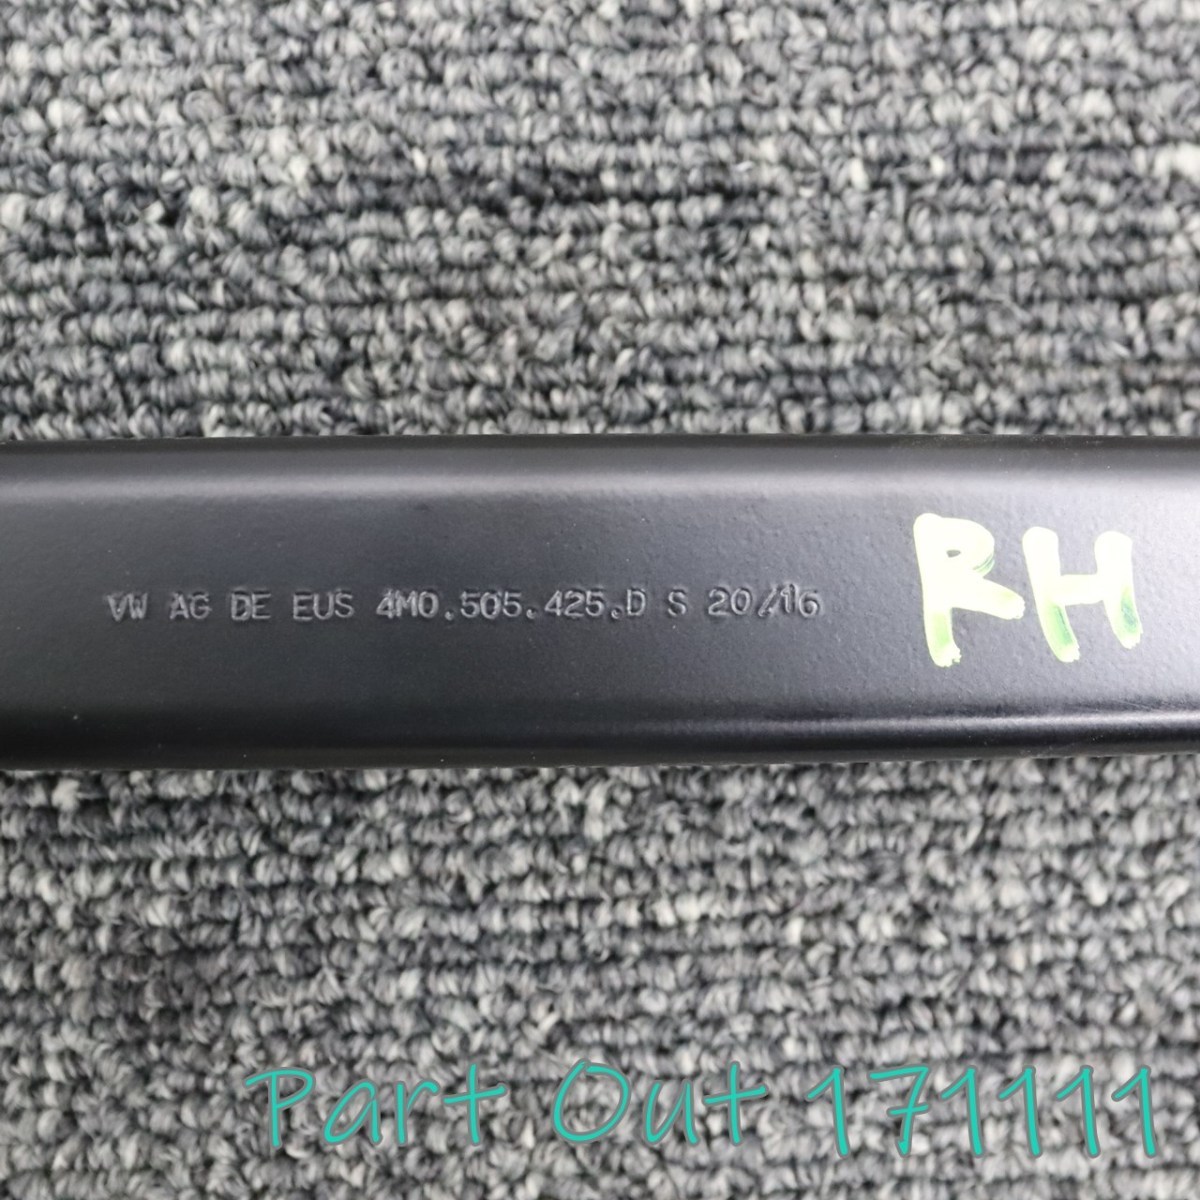 VW AG DE EUS 4M0.505.425.D S 20/16
RH
Part Out 171111